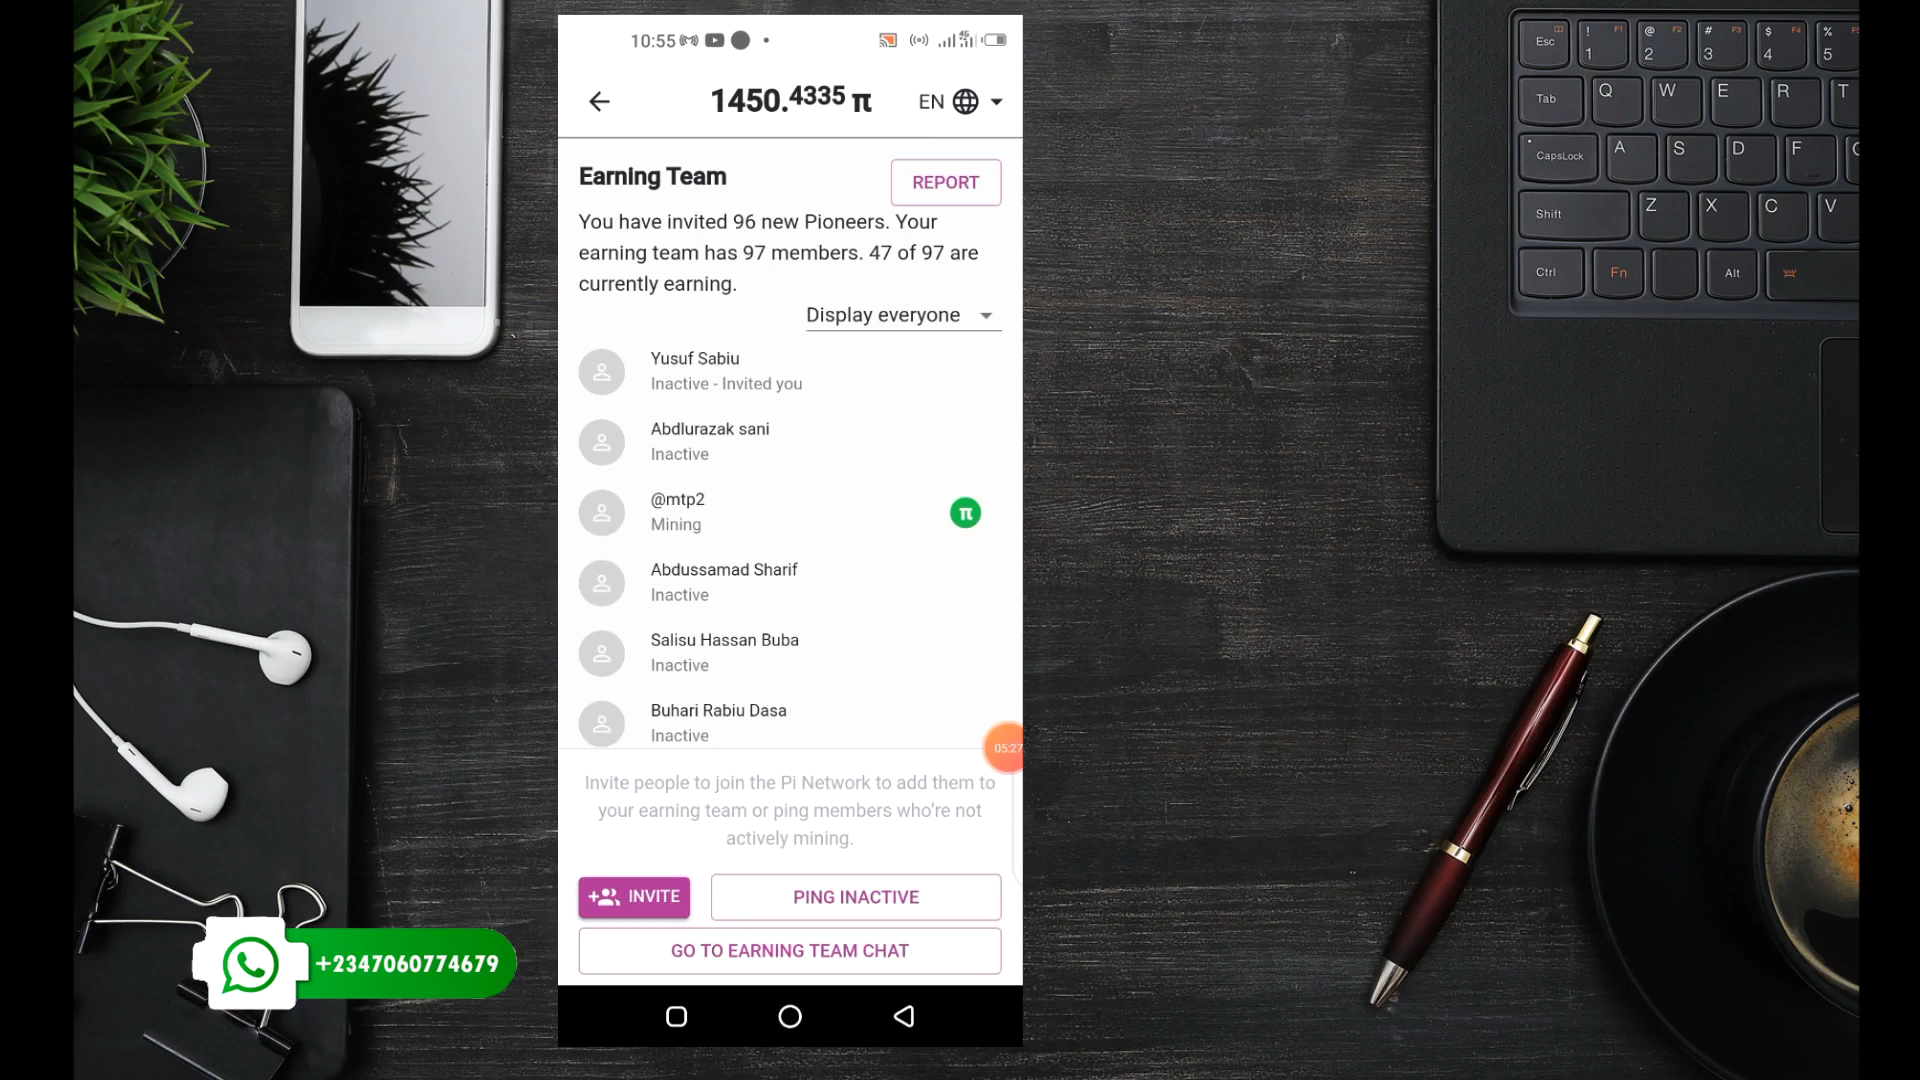 10:55
1450.4335 π
EN
Earning Team
REPORT
You have invited 96 new Pioneers. Your
earning team has 97 members. 47 of 97 are
currently earning.
Display everyone
Yusuf Sabiu
Inactive - Invited you
Abdlurazak sani
Inactive
@mtp2
Mining
π
Abdussamad Sharif
Inactive
Salisu Hassan Buba
Inactive
Buhari Rabiu Dasa
Inactive
05:27
Invite people to join the Pi Network to add them to
your earning team or ping members who're not
actively mining.
INVITE
PING INACTIVE
GO TO EARNING TEAM CHAT
+2347060774679
Esc
! 1 F1
@ 2 F2
# 3 F3
$ 4 F4
% 5
Tab Q W E R T
CapsLock A S D F
Shift Z X C V
Ctrl Fn Alt